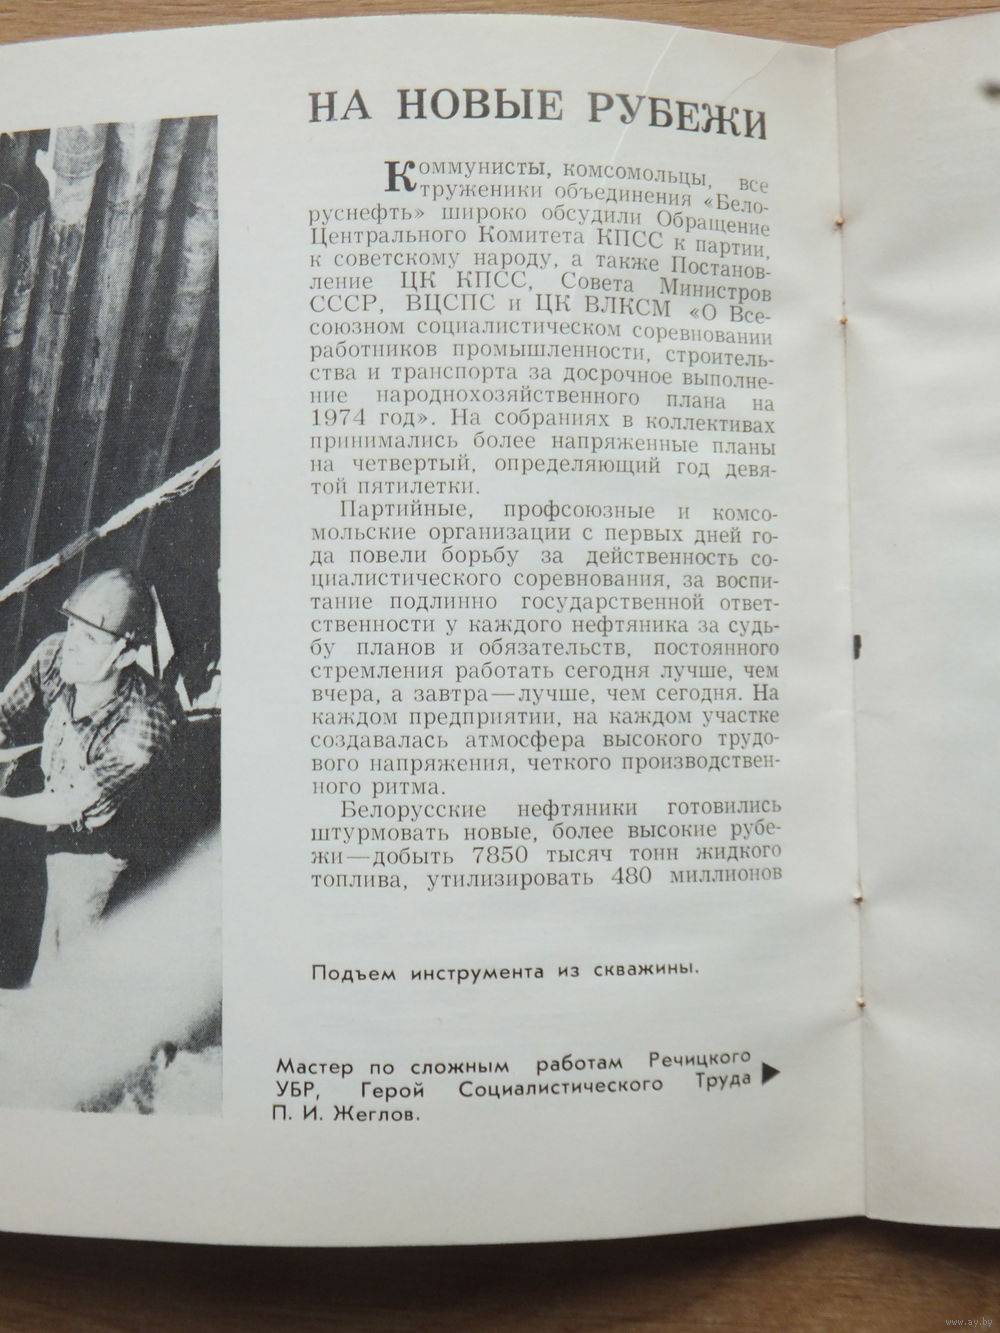 НА НОВЫЕ РУБЕЖИ
Коммунисты, комсомольцы, все
труженики объединения «Бело-
руснефть» широко обсудили Обращение
Центрального Комитета КПСС к партии,
к советскому народу, а также Постанов-
ление ЦК КПСС, Совета Министров
СССР, ВЦСПС и ЦК ВЛКСМ «О Все-
союзном социалистическом соревновании
работников промышленности, строитель-
ства и транспорта за досрочное выполне-
ние народнохозяйственного плана на
1974 год». На собраниях в коллективах
принимались более напряженные планы
на четвертый, определяющий год девя-
той пятилетки.
Партийные, профсоюзные и комсо-
мольские организации с первых дней го-
да повели борьбу за действенность со-
циалистического соревнования, за воспи-
тание подлинно государственной ответ-
ственности у каждого нефтяника за судь-
бу планов и обязательств, постоянного
стремления работать сегодня лучше, чем
вчера, а завтра—лучше, чем сегодня. На
каждом предприятии, на каждом участке
создавалась атмосфера высокого трудо-
вого напряжения, четкого производствен-
ного ритма.
Белорусские нефтяники готовились
штурмовать новые, более высокие рубе-
жи—добыть 7850 тысяч тонн жидкого
топлива, утилизировать 480 миллионов
Подъем инструмента из скважины.
Мастер по сложным работам Речицкого
УБР, Герой Социалистического Труда
П. И. Жеглов.
www.ay.by